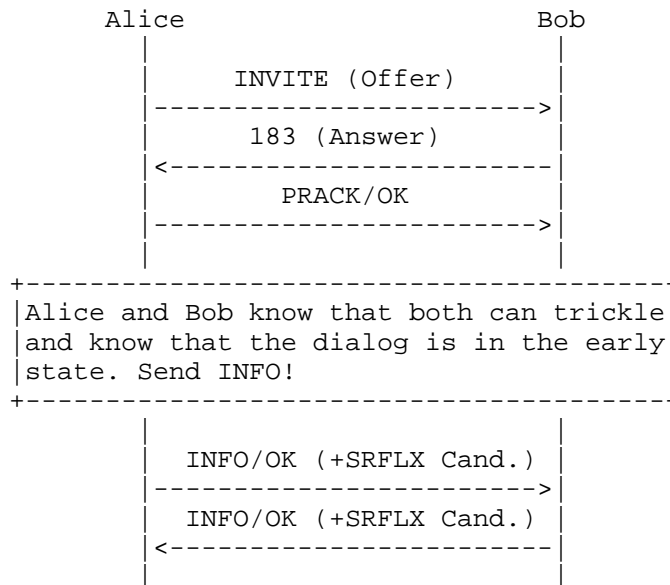 Alice Bob
INVITE (Offer)
183 (Answer)
PRACK/OK
Alice and Bob know that both can trickle
and know that the dialog is in the early
state. Send INFO!
INFO/OK (+SRFLX Cand.)
INFO/OK (+SRFLX Cand.)